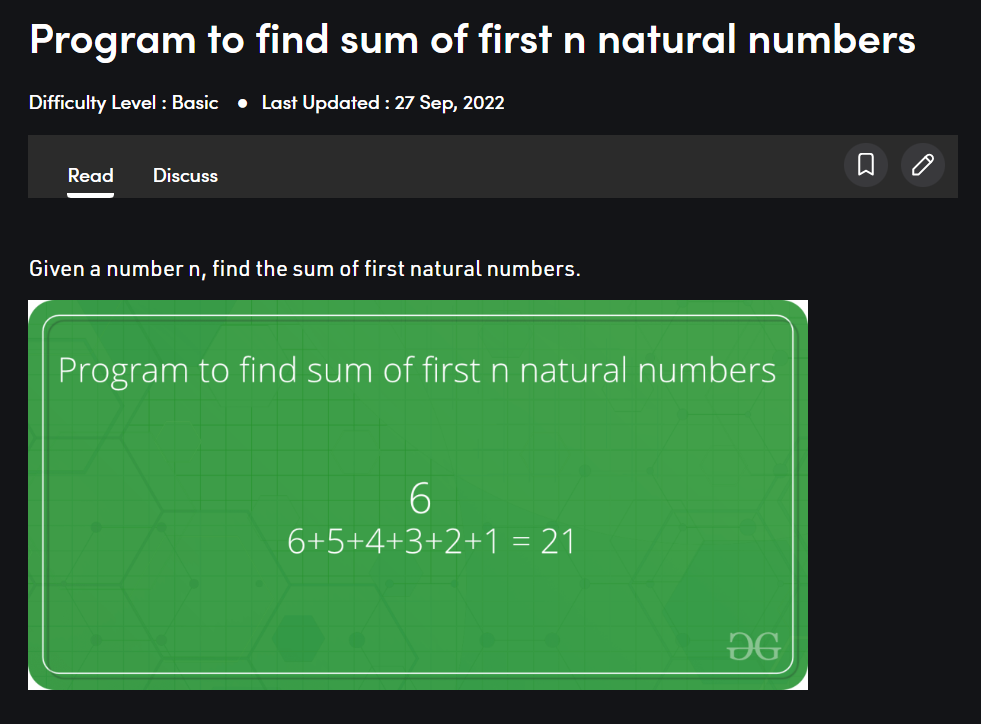 Program to find sum of first n natural numbers
Difficulty Level : Basic ● Last Updated : 27 Sep, 2022
Read Discuss
Given a number n, find the sum of first natural numbers.
Program to find sum of first n natural numbers
6
6+5+4+3+2+1 = 21